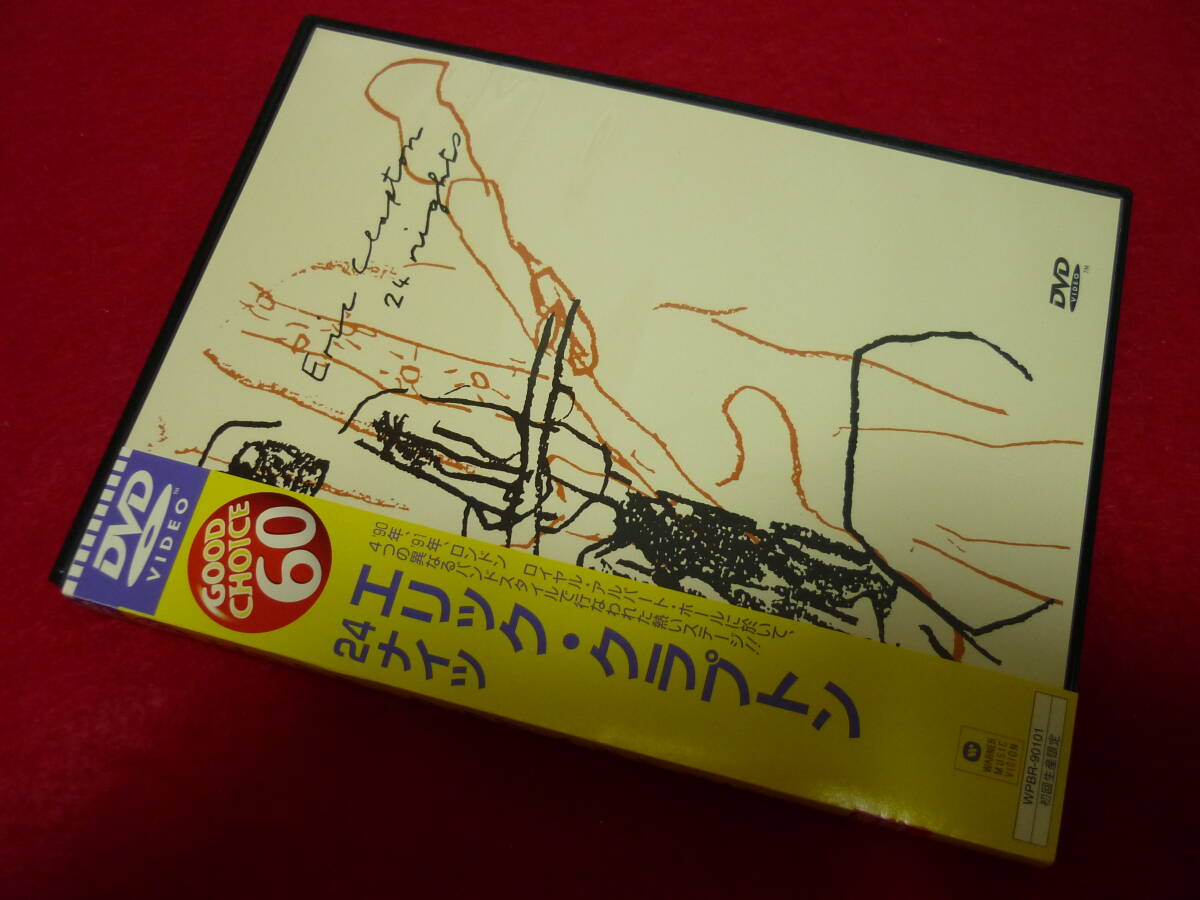 Eric Clapton
24 nights
DVD
VIDEO
TM
DVD
VIDEO
TM
GOOD
CHOICE
60
'90年、'91年、ロンドン　ロイヤル・アルバート・ホールに於いて、
4つの異なるバンドスタイルで行なわれた熱いステージ!!
エリック・クラプトン
24ナイツ
WARNER
MUSIC
VISION
WPBR-90101
初回生産限定